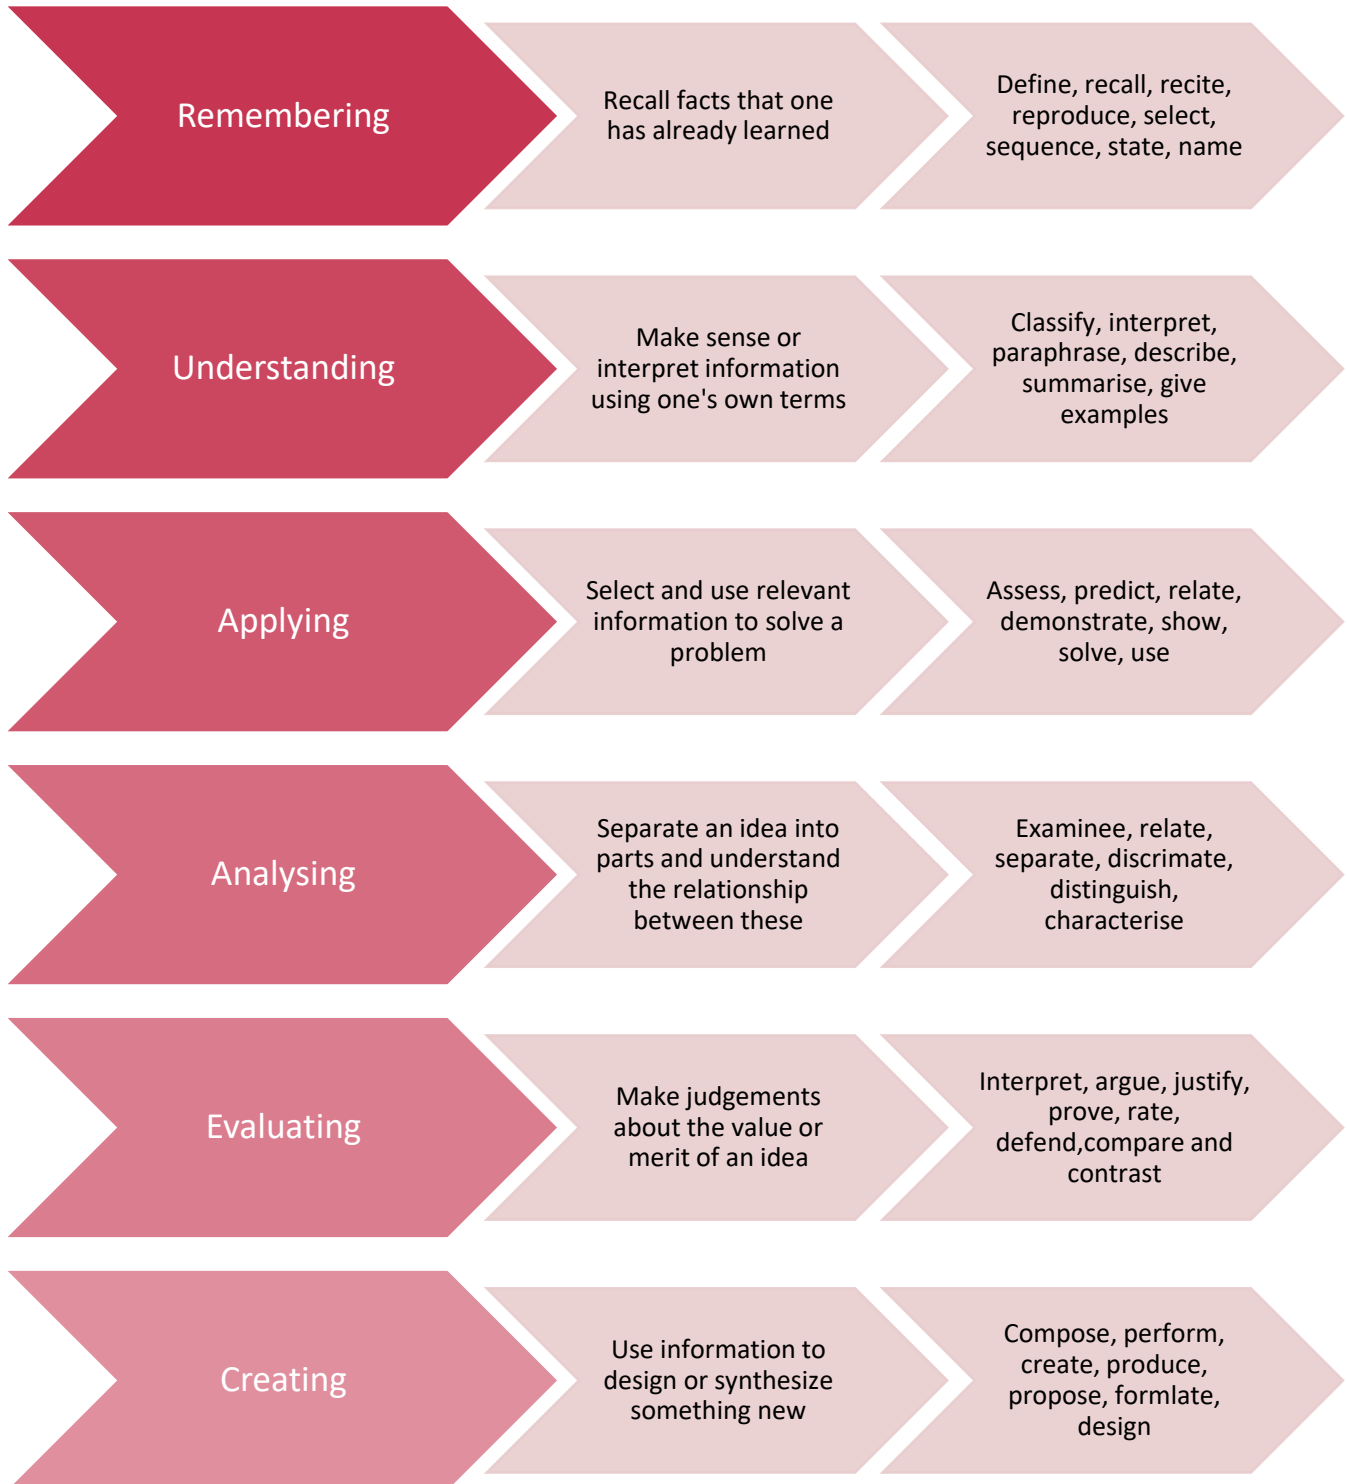 Remembering
Recall facts that one
has already learned
Define, recall, recite,
reproduce, select,
sequence, state, name
Understanding
Make sense or
interpret information
using one's own terms
Classify, interpret,
paraphrase, describe,
summarise, give
examples
Applying
Select and use relevant
information to solve a
problem
Assess, predict, relate,
demonstrate, show,
solve, use
Analysing
Separate an idea into
parts and understand
the relationship
between these
Examinee, relate,
separate, discrimate,
distinguish,
characterise
Evaluating
Make judgements
about the value or
merit of an idea
Interpret, argue, justify,
prove, rate,
defend,compare and
contrast
Creating
Use information to
design or synthesize
something new
Compose, perform,
create, produce,
propose, formlate,
design